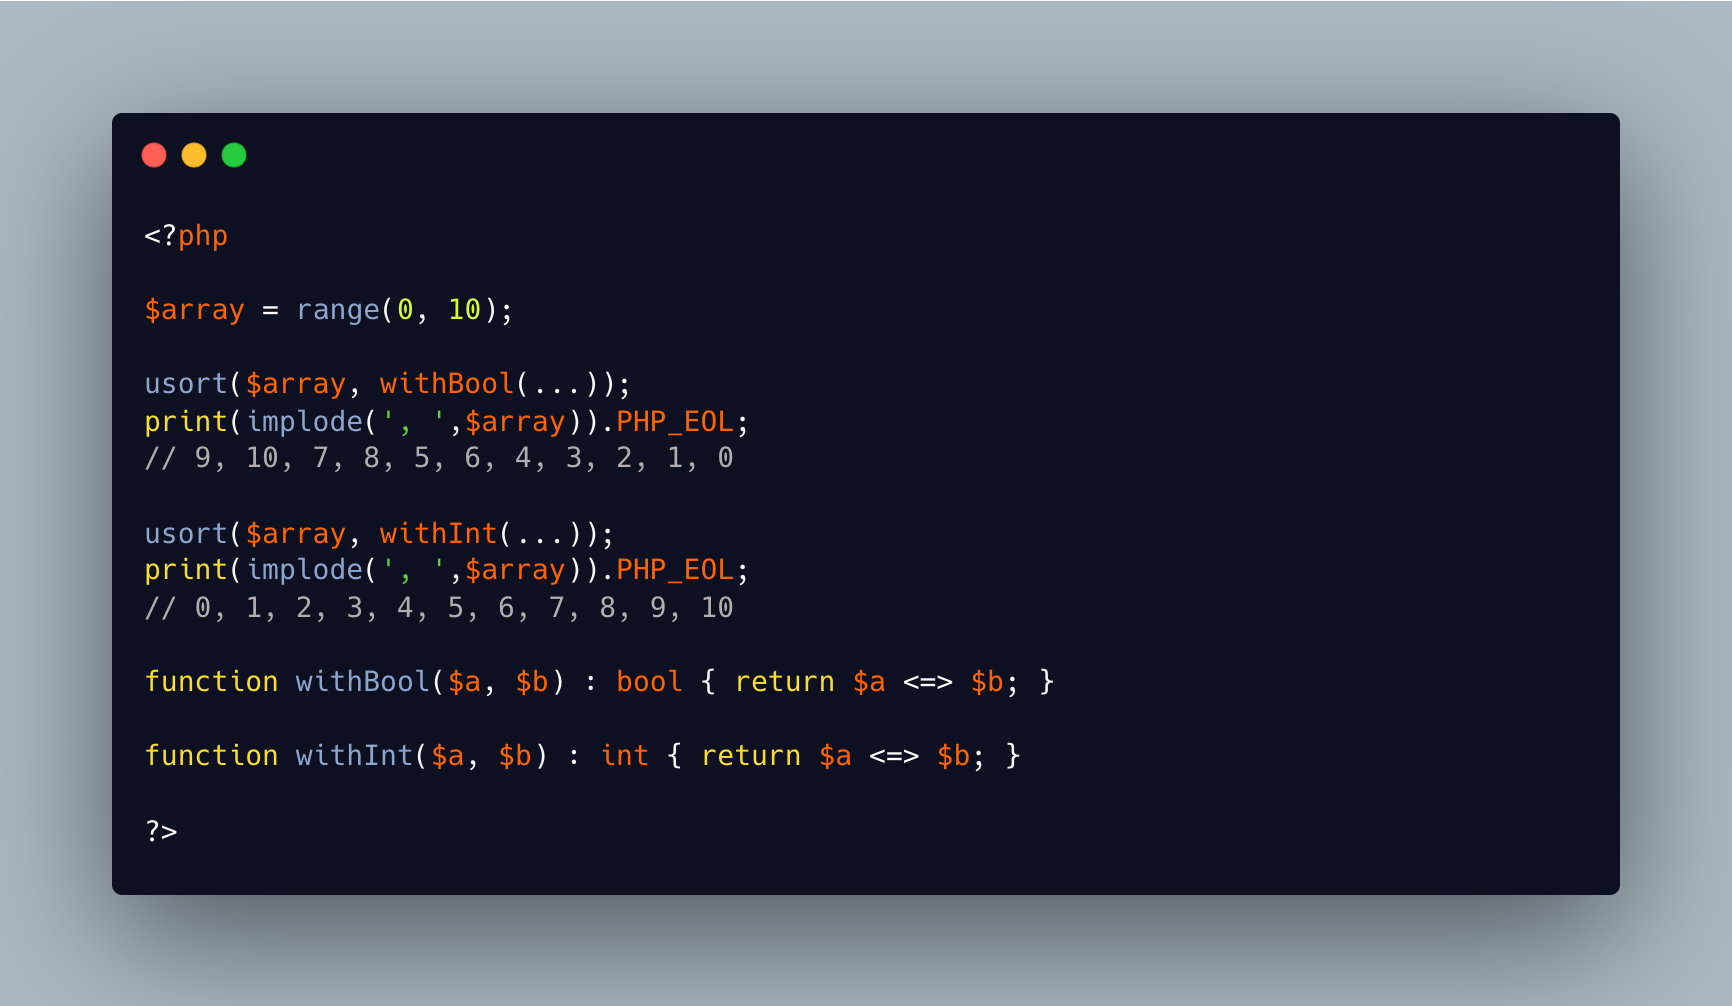 <?php
$array = range(0, 10);
usort($array, withBool(...));
print(implode(', ',$array)).PHP_EOL;
// 9, 10, 7, 8, 5, 6, 4, 3, 2, 1, 0
usort($array, withInt(...));
print(implode(', ',$array)).PHP_EOL;
// 0, 1, 2, 3, 4, 5, 6, 7, 8, 9, 10
function withBool($a, $b) : bool { return $a <=> $b; }
function withInt($a, $b) : int { return $a <=> $b; }
?>